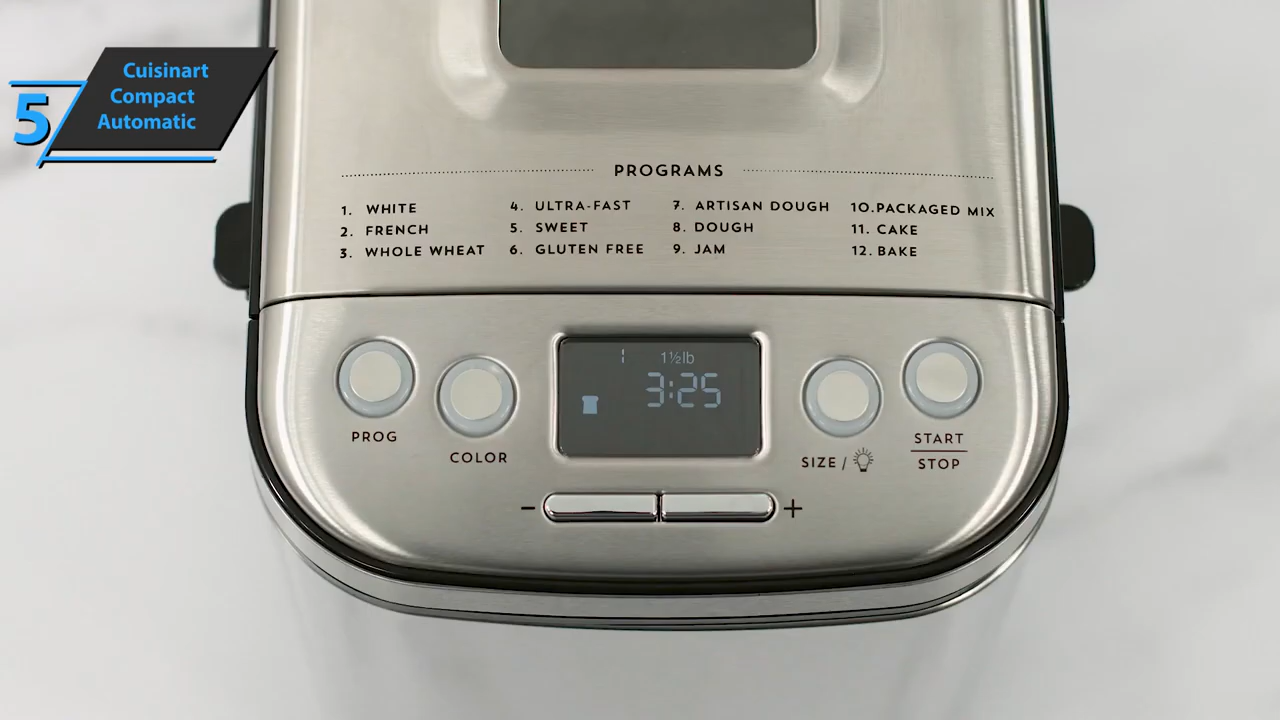 5
Cuisinart
Compact
Automatic
PROGRAMS
1. WHITE
2. FRENCH
3. WHOLE WHEAT
4. ULTRA-FAST
5. SWEET
6. GLUTEN FREE
7. ARTISAN DOUGH
8. DOUGH
9. JAM
10. PACKAGED MIX
11. CAKE
12. BAKE
1 1½lb
3:25
PROG
COLOR
SIZE /
START
STOP
- +